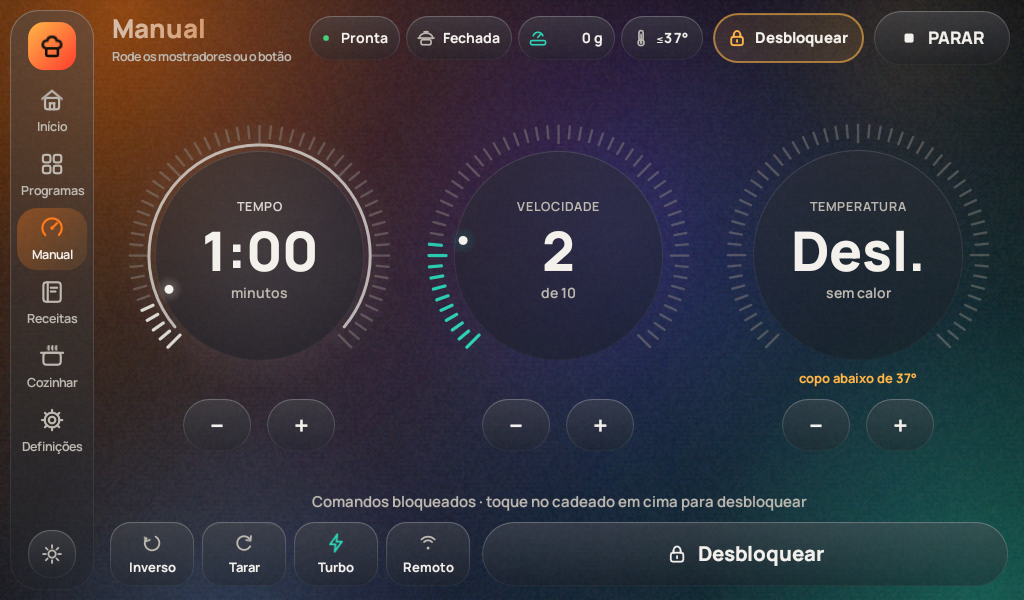 Manual
Rode os mostradores ou o botão
Pronta
Fechada
0 g
≤37°
Desbloquear
PARAR
Início
Programas
Manual
Receitas
Cozinhar
Definições
TEMPO
1:00
minutos
VELOCIDADE
2
de 10
TEMPERATURA
Desl.
sem calor
copo abaixo de 37°
− +
− +
− +
Comandos bloqueados · toque no cadeado em cima para desbloquear
Inverso
Tarar
Turbo
Remoto
Desbloquear